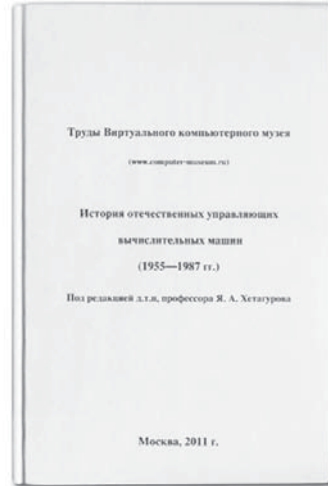 Труды Виртуального компьютерного музея
(www.computer-museum.ru)
История отечественных управляющих
вычислительных машин
(1955—1987 гг.)
Под редакцией д.т.н, профессора Я. А. Хетагурова
Москва, 2011 г.